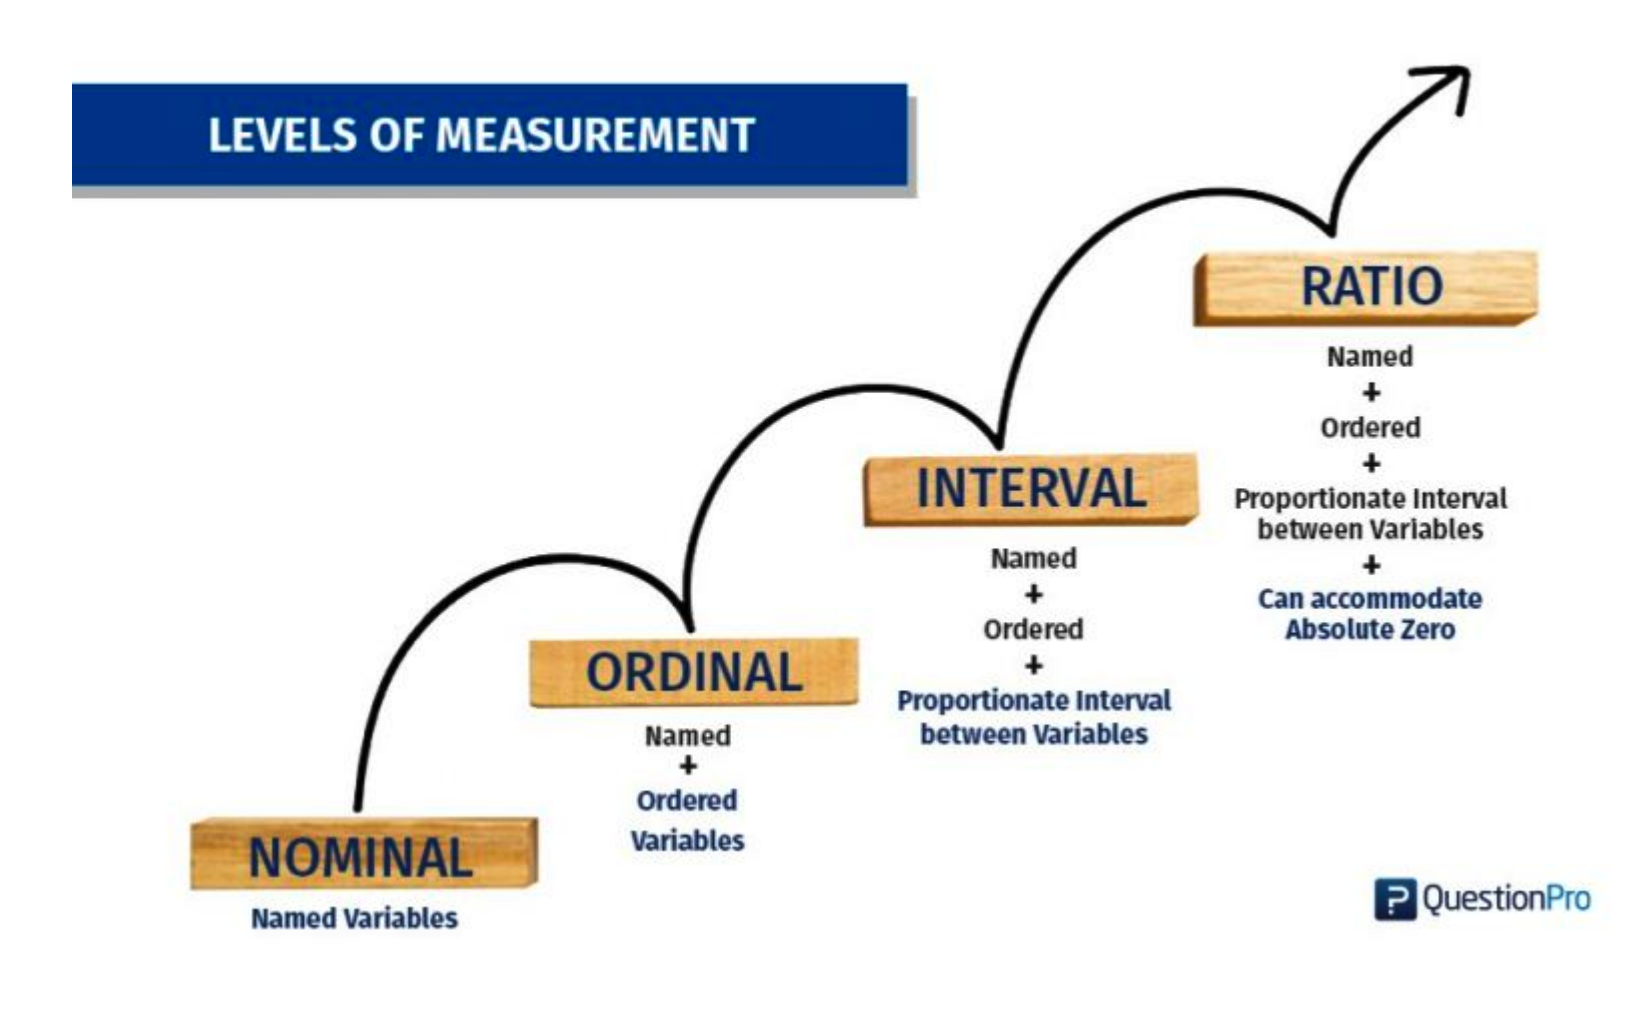 LEVELS OF MEASUREMENT
NOMINAL
Named Variables
ORDINAL
Named
+
Ordered
Variables
INTERVAL
Named
+
Ordered
+
Proportionate Interval
between Variables
RATIO
Named
+
Ordered
+
Proportionate Interval
between Variables
+
Can accommodate
Absolute Zero
QuestionPro